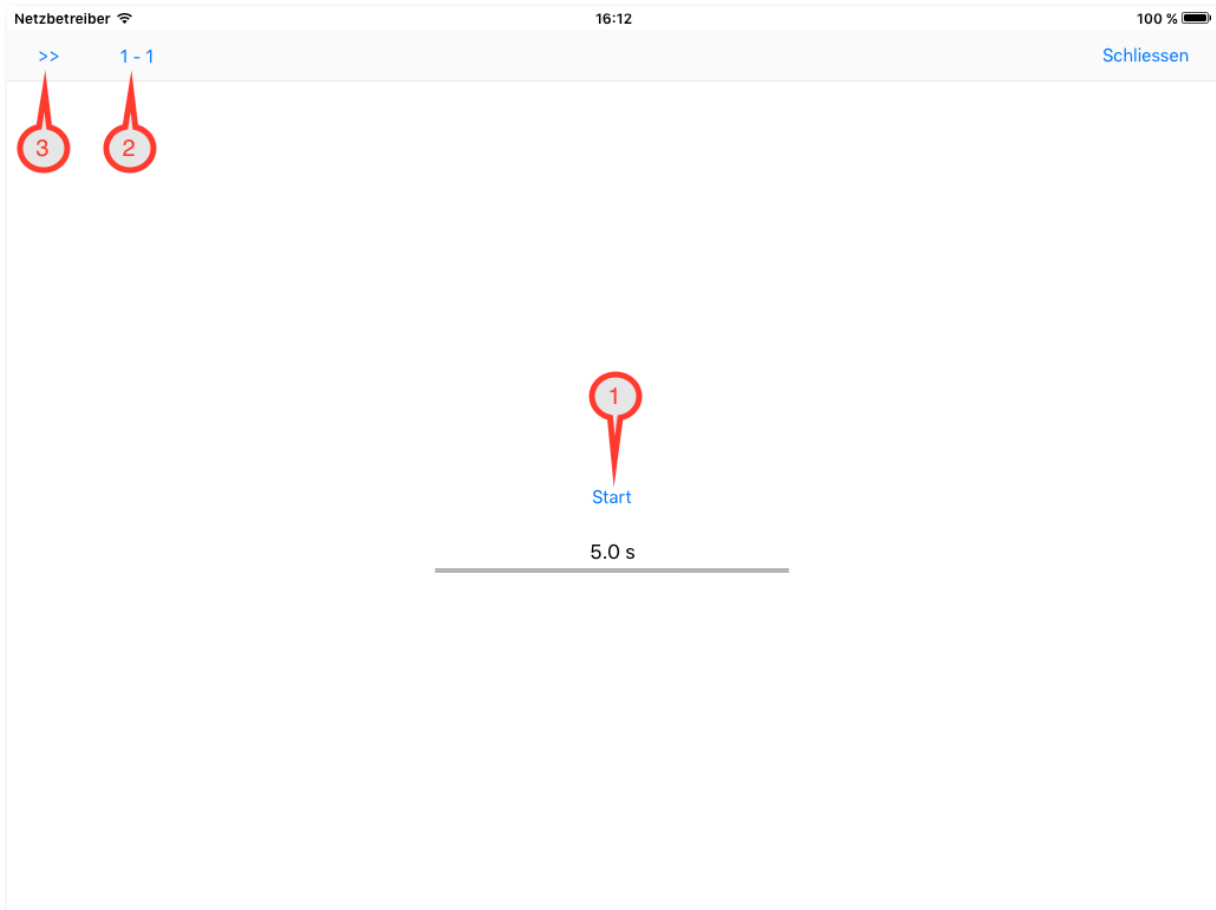 Netzbetreiber 16:12 100 %
>> 1 - 1 Schliessen
3 2
1
Start
5.0 s